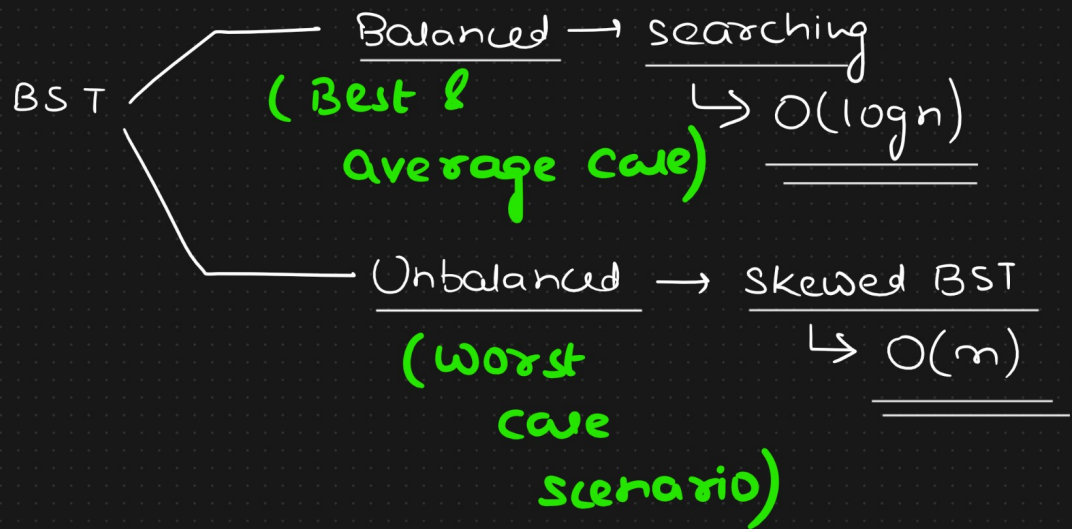 BST
Balanced → searching
(Best &
average case)
↳ O(logn)
Unbalanced → skewed BST
(worst
case
scenario)
↳ O(n)